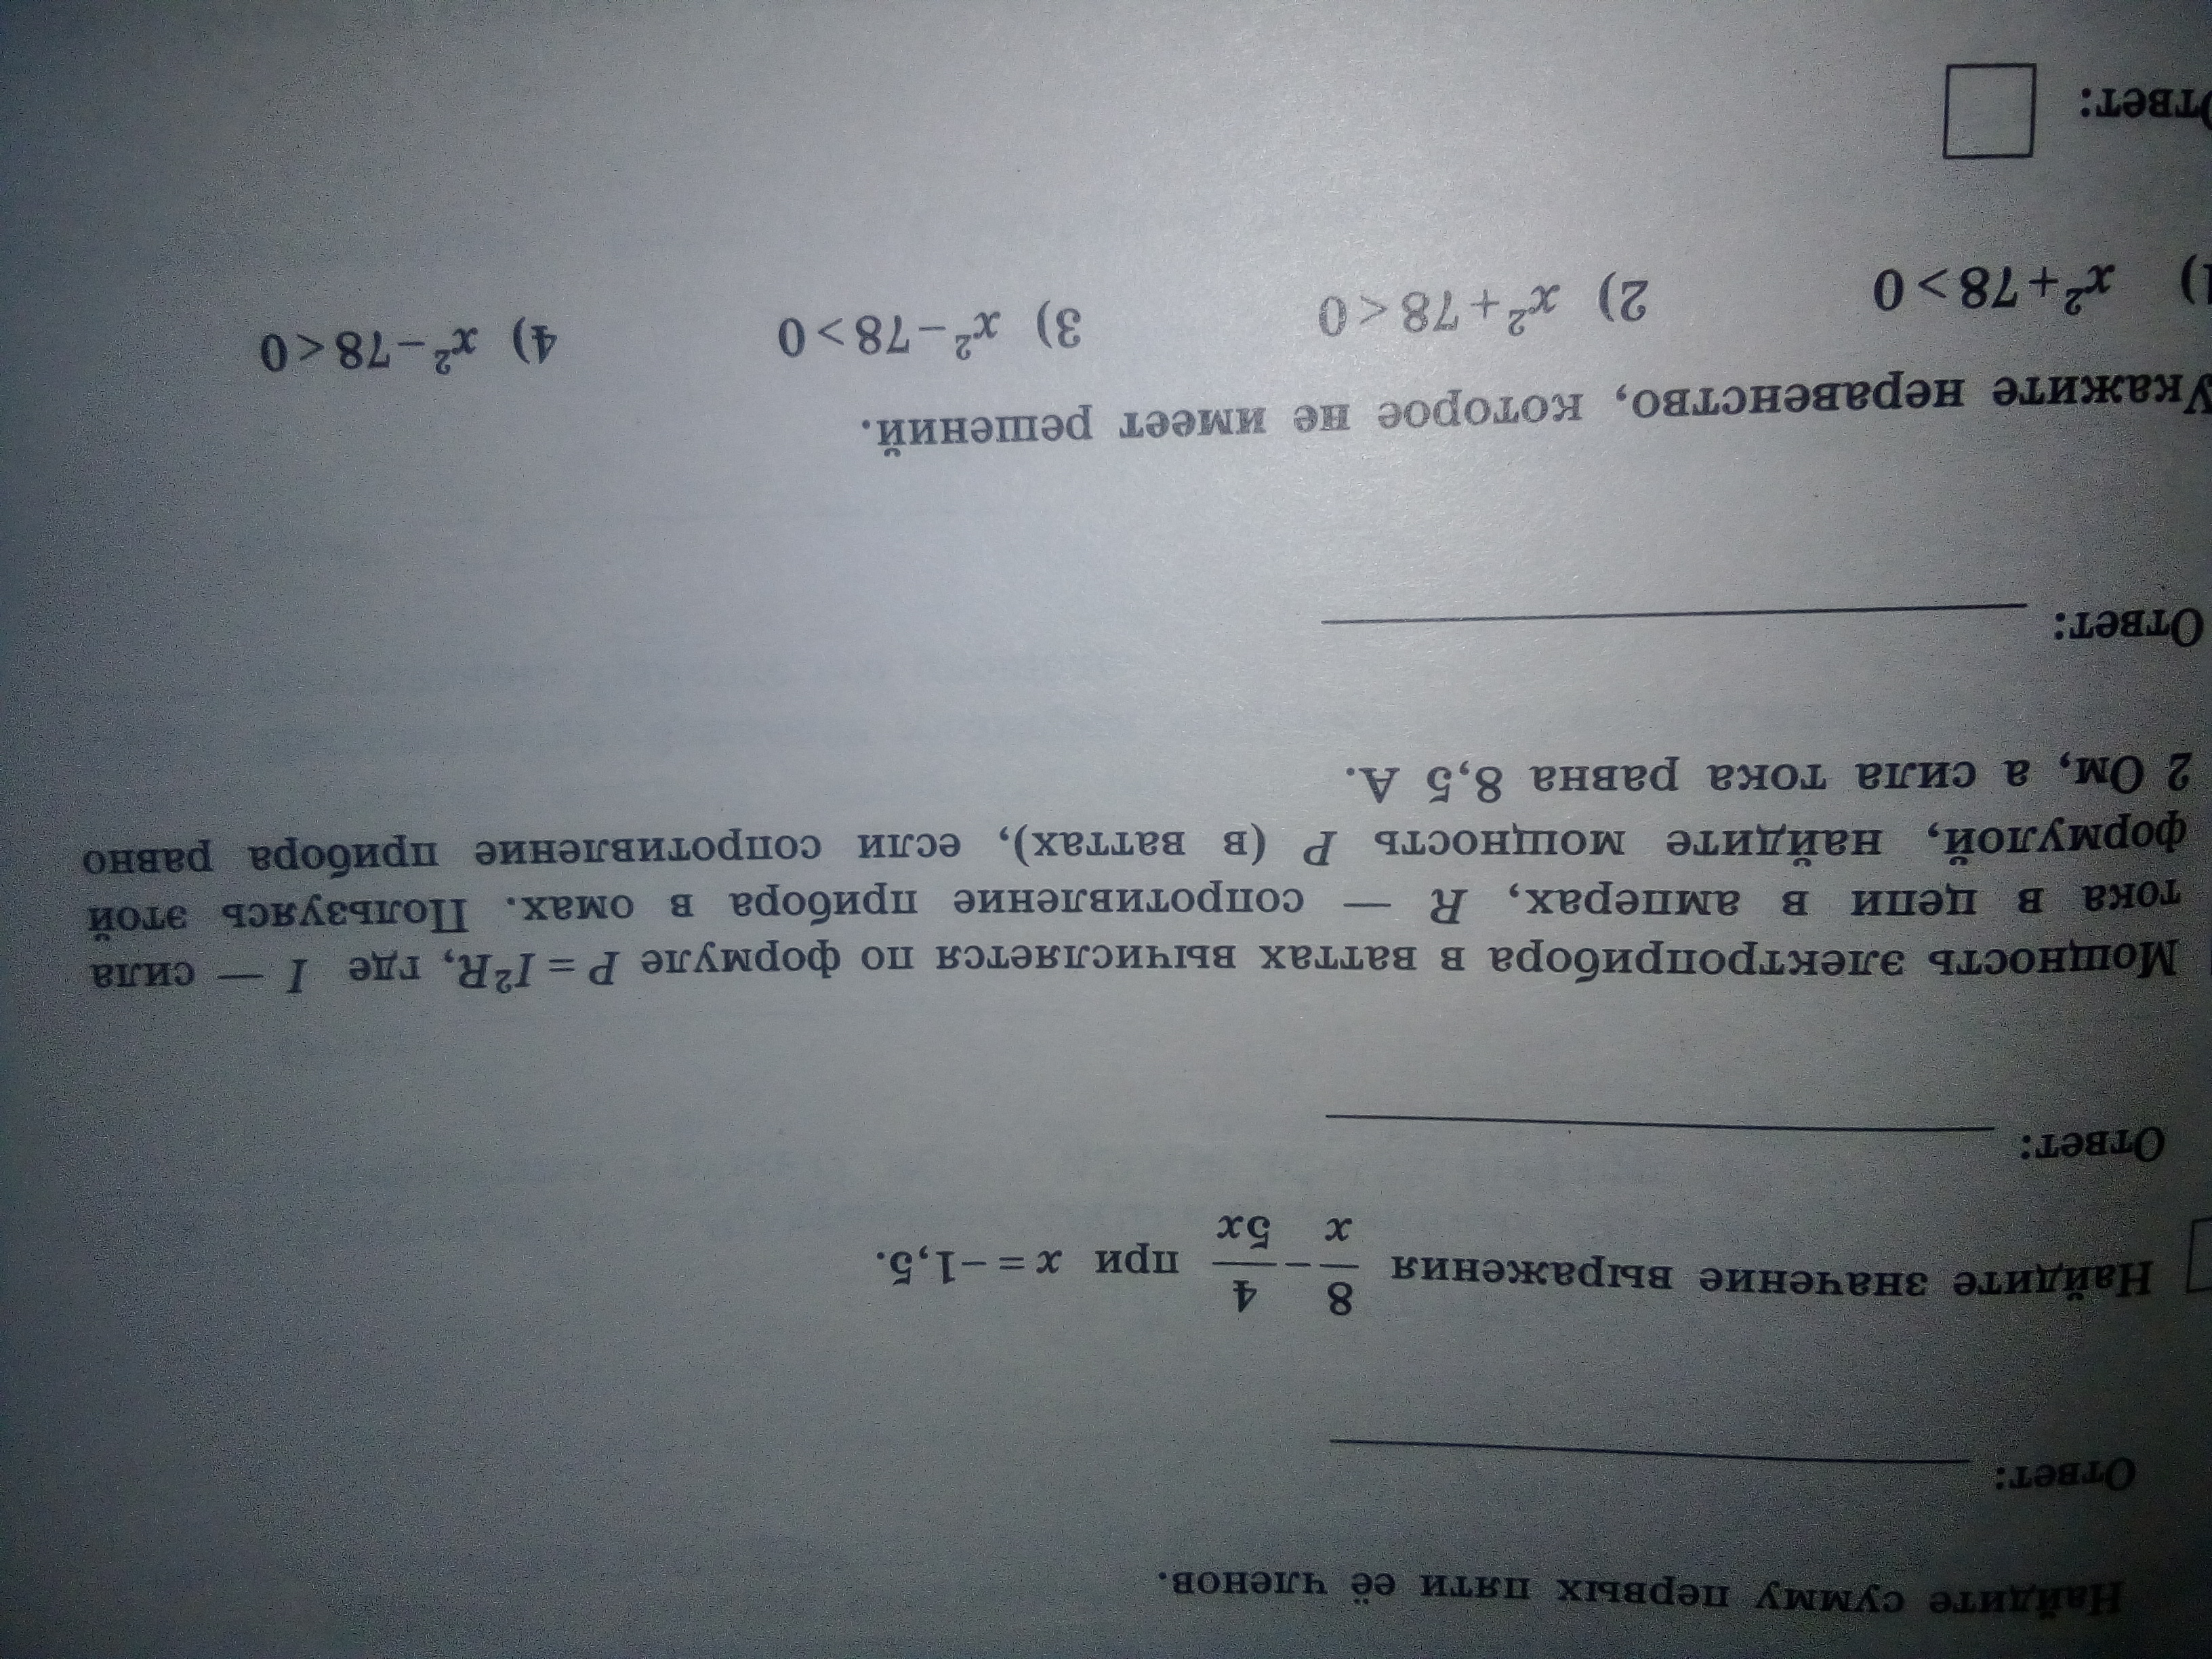 Найдите сумму первых пяти её членов.
Ответ:
Найдите значение выражения 8/x − 4/5x при x = −1,5.
Ответ:
Мощность электроприбора в ваттах вычисляется по формуле P = I²R, где I — сила
тока в цепи в амперах, R — сопротивление прибора в омах. Пользуясь этой
формулой, найдите мощность P (в ваттах), если сопротивление прибора равно
2 Ом, а сила тока равна 8,5 А.
Ответ:
Укажите неравенство, которое не имеет решений.
1) x² + 78 > 0 2) x² + 78 < 0 3) x² − 78 > 0 4) x² − 78 < 0
Ответ: